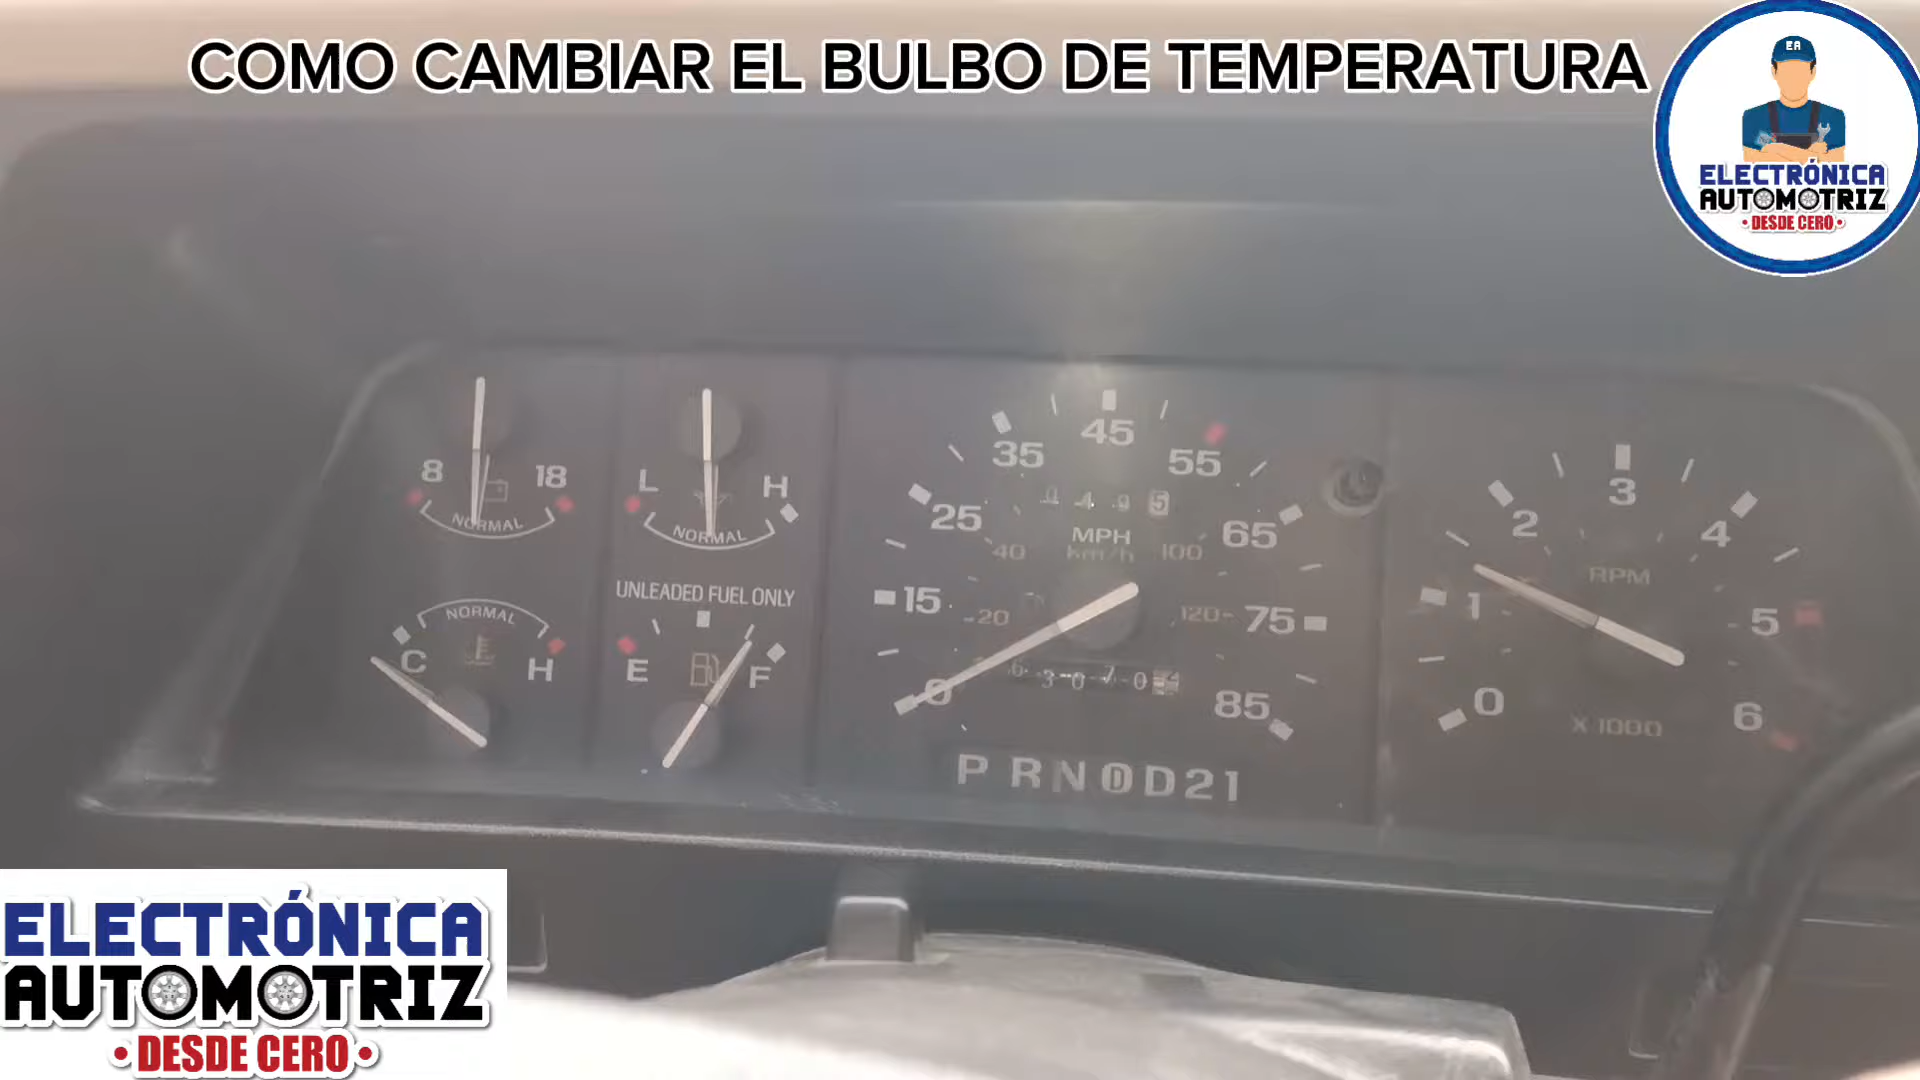 COMO CAMBIAR EL BULBO DE TEMPERATURA
EA
ELECTRÓNICA
AUTOMOTRIZ
• DESDE CERO •
8 18
NORMAL
L H
NORMAL
UNLEADED FUEL ONLY
NORMAL
C H
E F
0 15 25 35 45 55 65 75 85
MPH
km/h
20 40 100 120
P R N D D 2 1
0 1 2 3 4 5 6
RPM
X 1000
ELECTRÓNICA
AUTOMOTRIZ
• DESDE CERO •